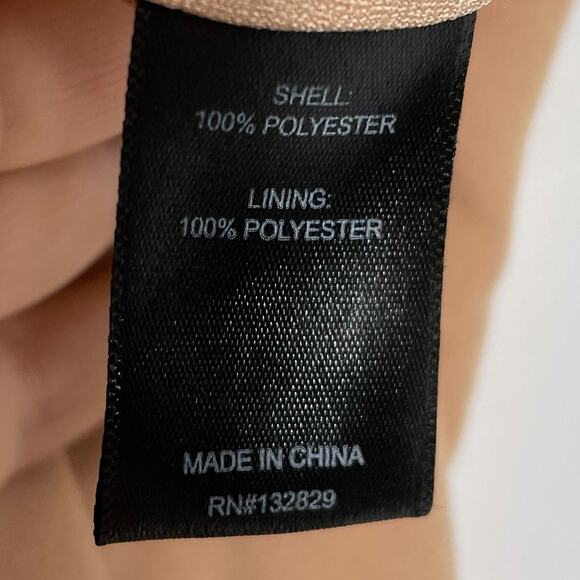 SHELL:
100% POLYESTER
LINING:
100% POLYESTER
MADE IN CHINA
RN#132829